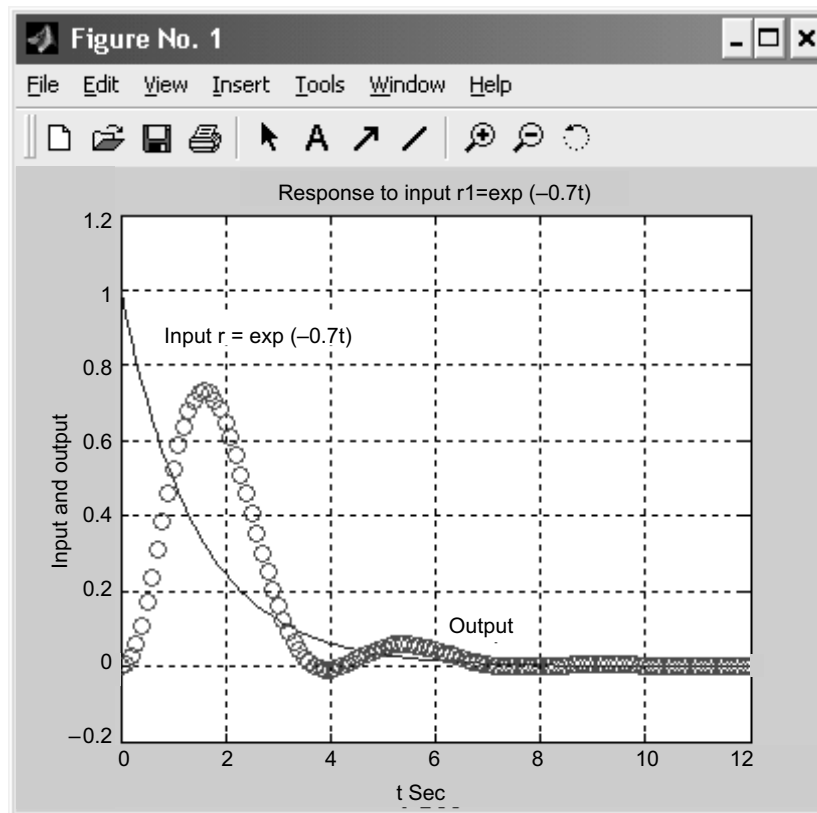 Figure No. 1
File Edit View Insert Tools Window Help
A
Response to input r1=exp (–0.7t)
1.2
1
Input r = exp (–0.7t)
0.8
0.6
0.4
0.2
Output
0
–0.2
Input and output
0 2 4 6 8 10 12
t Sec